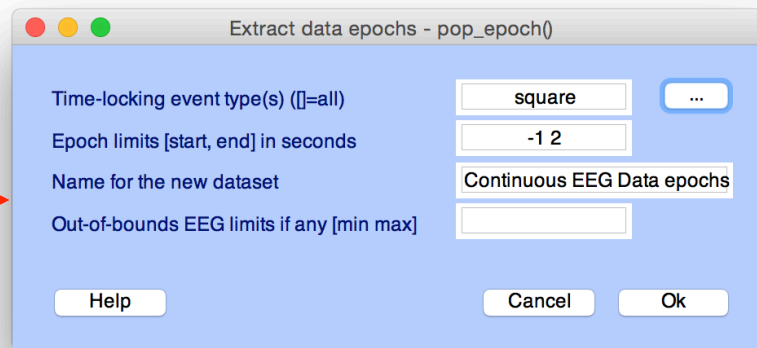 Extract data epochs - pop_epoch()
Time-locking event type(s) ([]=all) square ...
Epoch limits [start, end] in seconds -1 2
Name for the new dataset Continuous EEG Data epochs
Out-of-bounds EEG limits if any [min max]
Help Cancel Ok